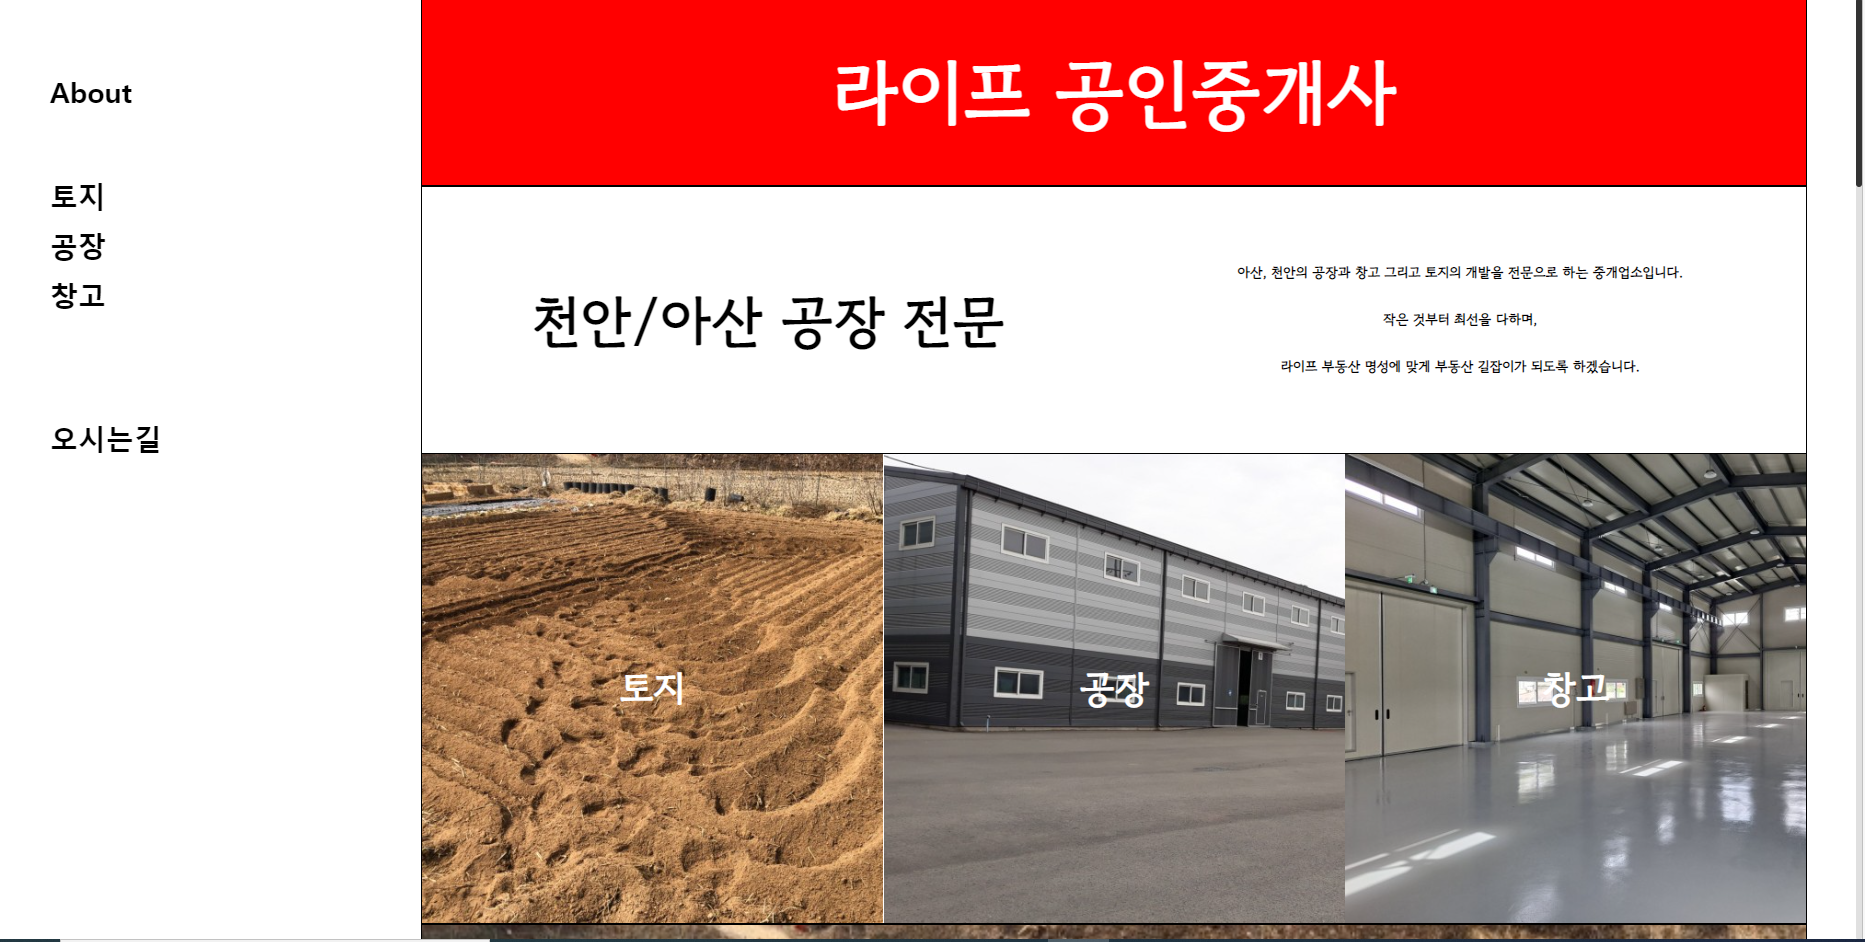 About
토지
공장
창고
오시는길
라이프 공인중개사
천안/아산 공장 전문
아산, 천안의 공장과 창고 그리고 토지의 개발을 전문으로 하는 중개업소입니다.
작은 것부터 최선을 다하며,
라이프 부동산 명성에 맞게 부동산 길잡이가 되도록 하겠습니다.
토지
공장
창고